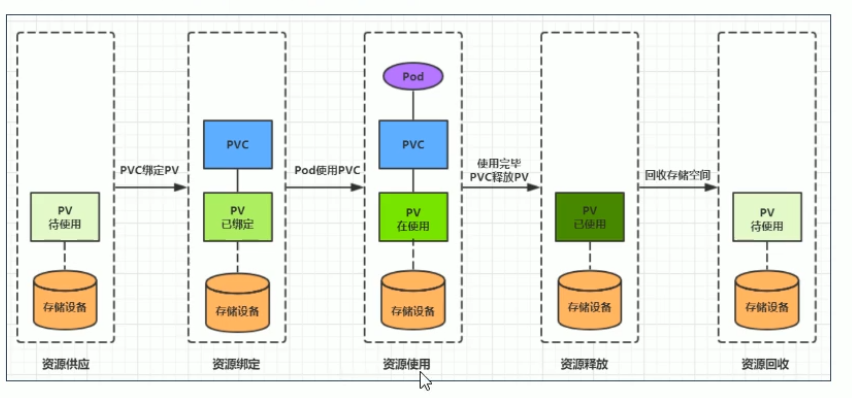 PV
待使用
存储设备
资源供应
PVC绑定PV
PVC
PV
已绑定
存储设备
资源绑定
Pod使用PVC
Pod
PVC
PV
在使用
存储设备
资源使用
使用完毕
PVC释放PV
PV
已使用
存储设备
资源释放
回收存储空间
PV
待使用
存储设备
资源回收